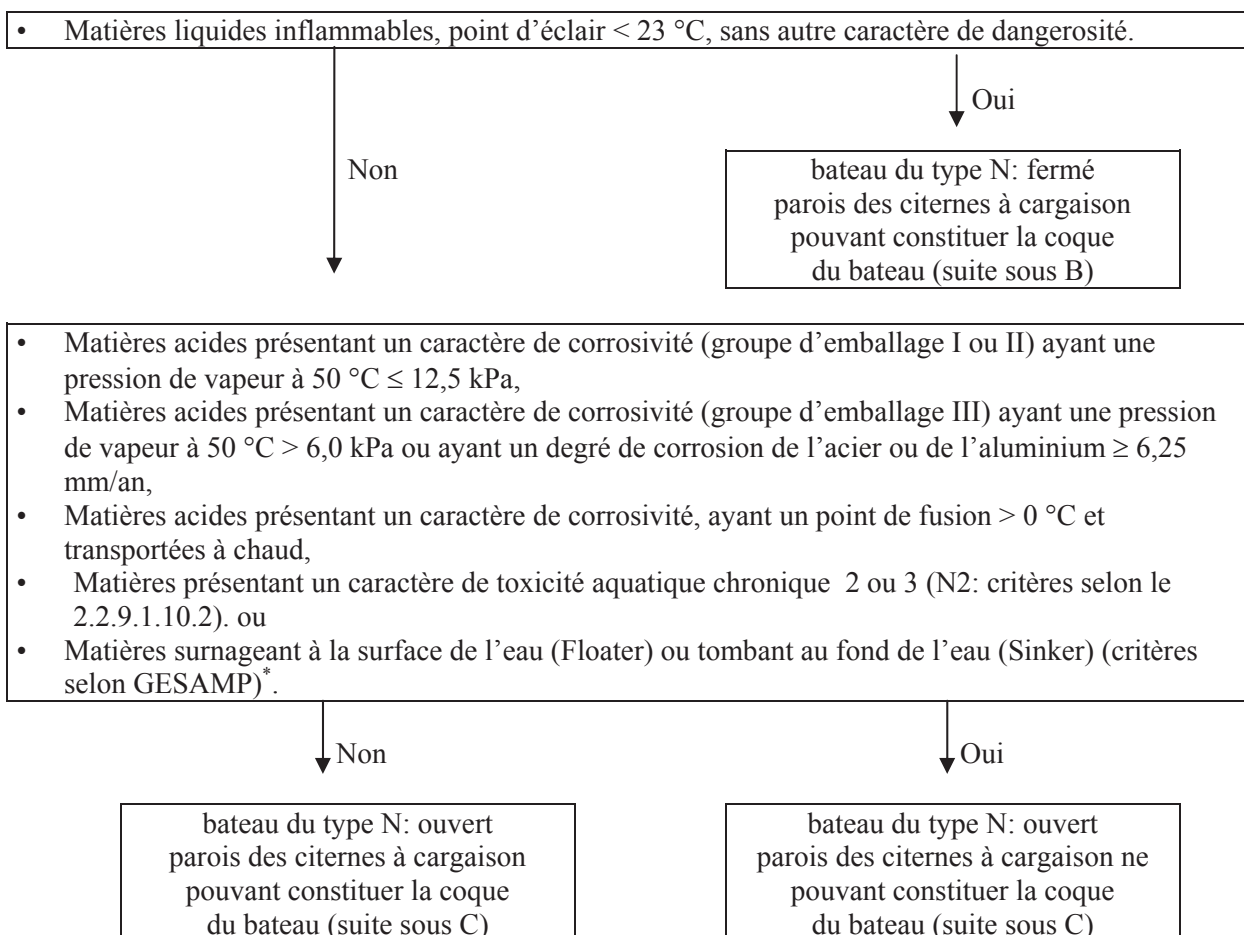 • Matières liquides inflammables, point d’éclair < 23 °C, sans autre caractère de dangerosité.
Oui
Non
bateau du type N: fermé
parois des citernes à cargaison
pouvant constituer la coque
du bateau (suite sous B)
• Matières acides présentant un caractère de corrosivité (groupe d’emballage I ou II) ayant une
pression de vapeur à 50 °C ≤ 12,5 kPa,
• Matières acides présentant un caractère de corrosivité (groupe d’emballage III) ayant une pression
de vapeur à 50 °C > 6,0 kPa ou ayant un degré de corrosion de l’acier ou de l’aluminium ≥ 6,25
mm/an,
• Matières acides présentant un caractère de corrosivité, ayant un point de fusion > 0 °C et
transportées à chaud,
• Matières présentant un caractère de toxicité aquatique chronique 2 ou 3 (N2: critères selon le
2.2.9.1.10.2). ou
• Matières surnageant à la surface de l’eau (Floater) ou tombant au fond de l’eau (Sinker) (critères
selon GESAMP)*.
Non
Oui
bateau du type N: ouvert
parois des citernes à cargaison
pouvant constituer la coque
du bateau (suite sous C)
bateau du type N: ouvert
parois des citernes à cargaison ne
pouvant constituer la coque
du bateau (suite sous C)